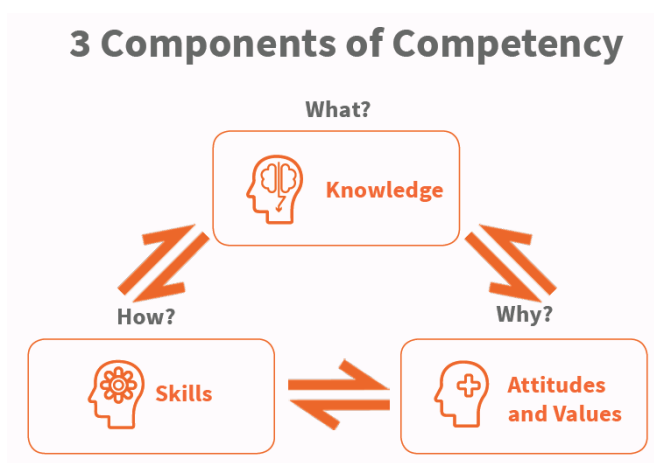 3 Components of Competency
What?
Knowledge
How?
Why?
Skills
Attitudes
and Values